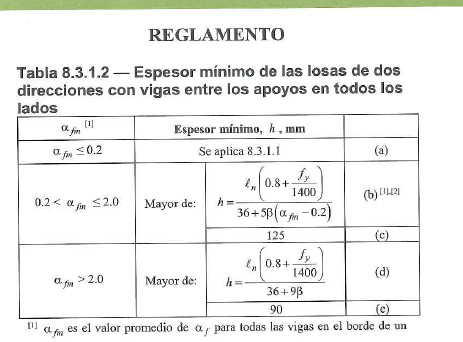 REGLAMENTO
Tabla 8.3.1.2 — Espesor mínimo de las losas de dos
direcciones con vigas entre los apoyos en todos los
lados
α_fm [1] Espesor mínimo, h , mm
α_fm ≤ 0.2 Se aplica 8.3.1.1 (a)
0.2 < α_fm ≤ 2.0 Mayor de: h = ℓ_n (0.8 + f_y / 1400) / (36 + 5β(α_fm − 0.2)) (b) [1],[2]
125 (c)
α_fm > 2.0 Mayor de: h = ℓ_n (0.8 + f_y / 1400) / (36 + 9β) (d)
90 (e)
[1] α_fm es el valor promedio de α_f para todas las vigas en el borde de un